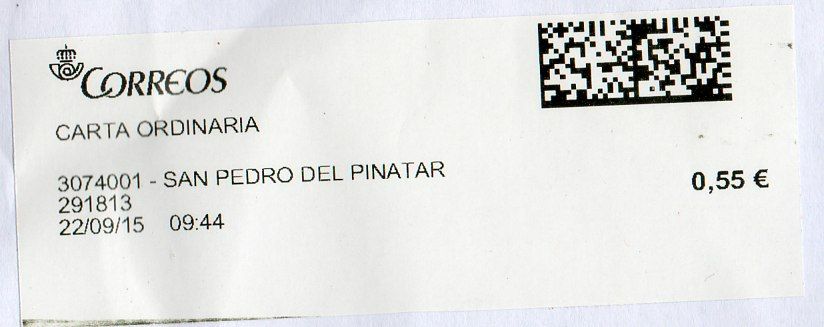 CORREOS
CARTA ORDINARIA
3074001 - SAN PEDRO DEL PINATAR
291813
22/09/15 09:44
0,55 €